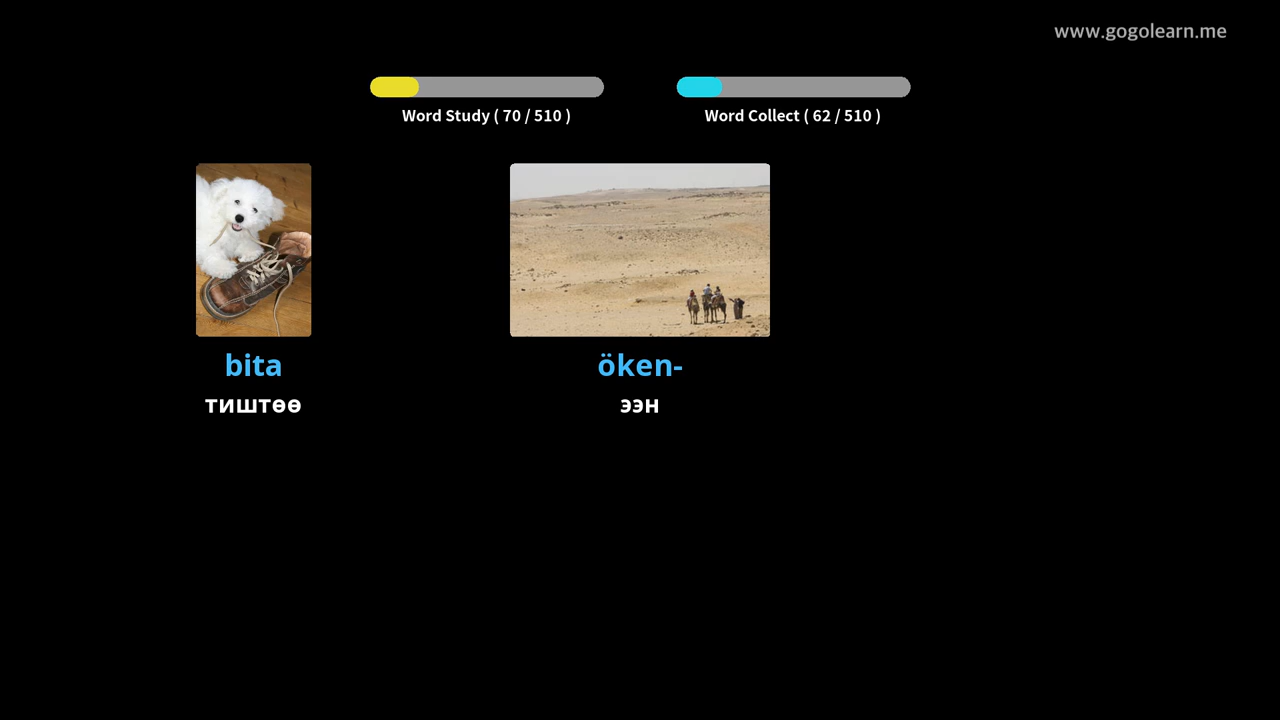 www.gogolearn.me
Word Study ( 70 / 510 )
Word Collect ( 62 / 510 )
bita
öken-
тиштөө
ээн